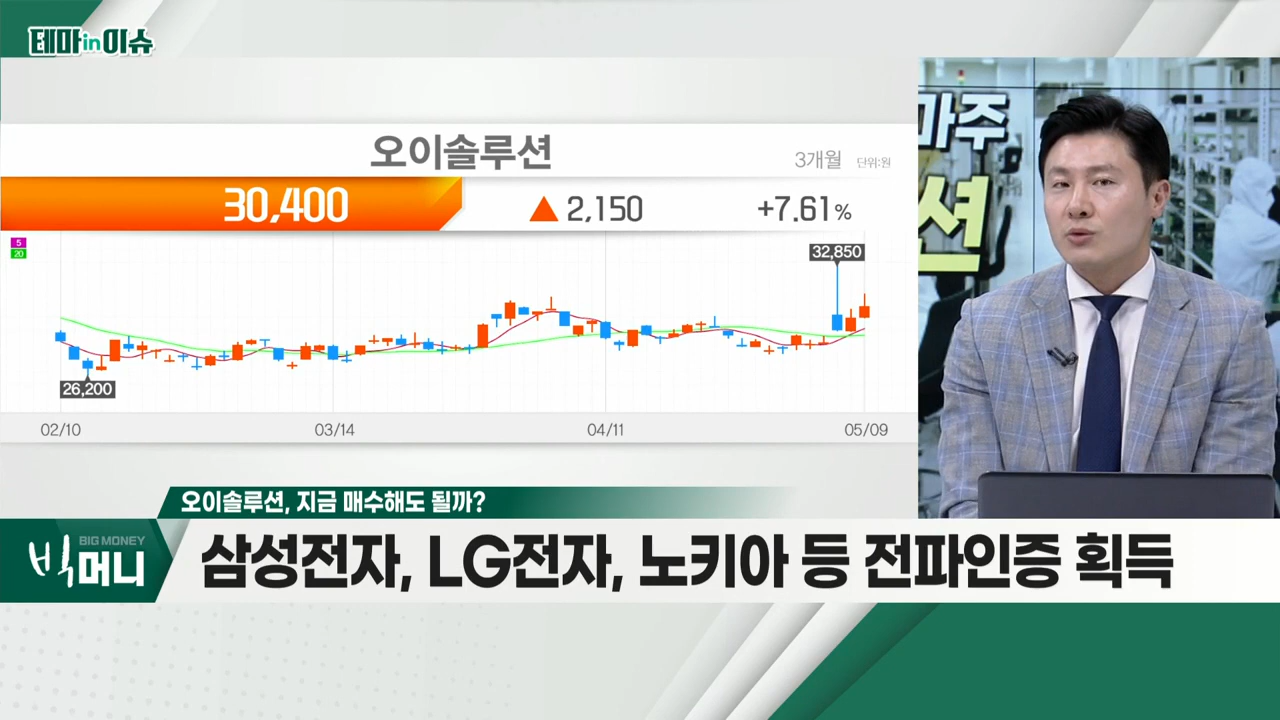 테마in이슈
오이솔루션
3개월 단위:원
30,400 ▲ 2,150 +7.61%
5
20
32,850
26,200
02/10 03/14 04/11 05/09
마주
션
오이솔루션, 지금 매수해도 될까?
BIG MONEY
빅머니
삼성전자, LG전자, 노키아 등 전파인증 획득